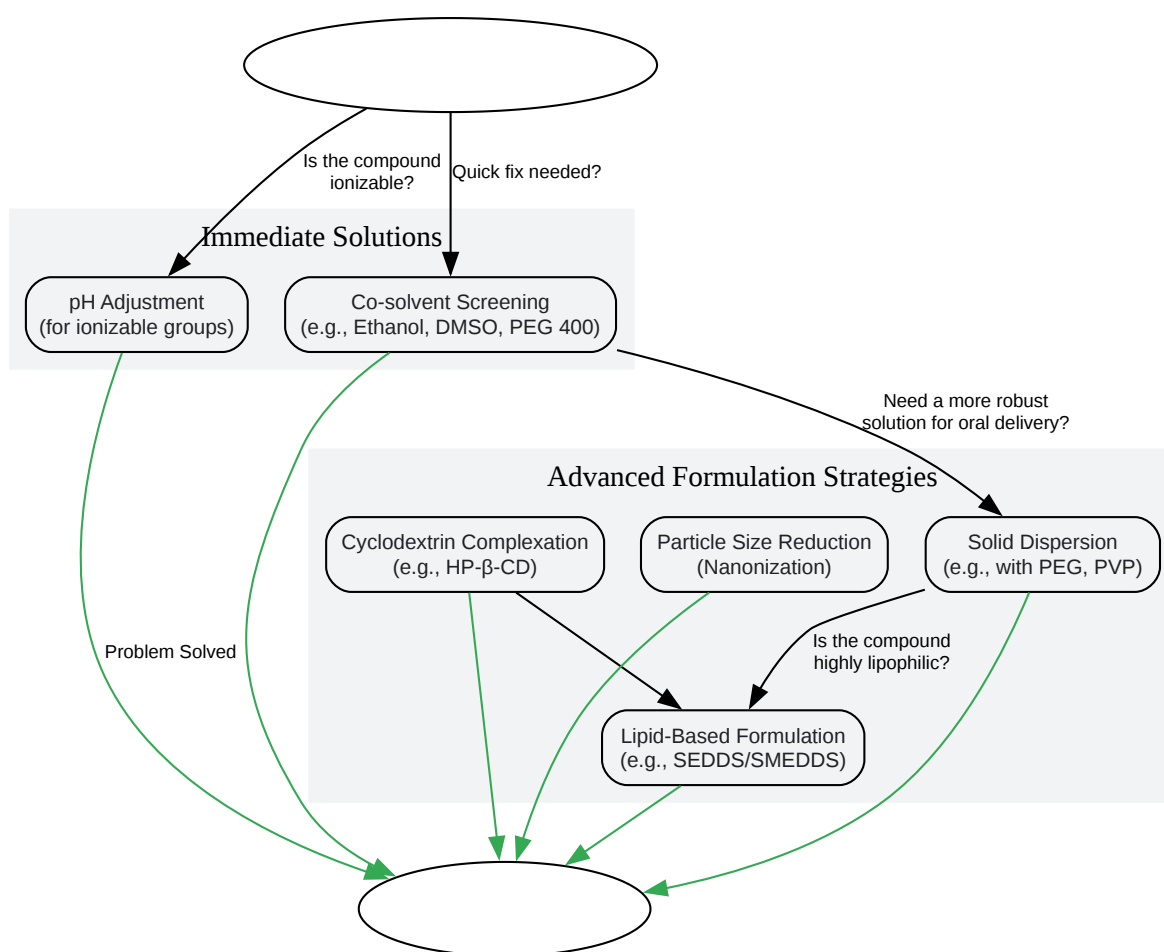 Is the compound
ionizable?
Quick fix needed?
Immediate Solutions
pH Adjustment
(for ionizable groups)
Co-solvent Screening
(e.g., Ethanol, DMSO, PEG 400)
Need a more robust
solution for oral delivery?
Advanced Formulation Strategies
Cyclodextrin Complexation
(e.g., HP-β-CD)
Particle Size Reduction
(Nanonization)
Solid Dispersion
(e.g., with PEG, PVP)
Problem Solved
Is the compound
highly lipophilic?
Lipid-Based Formulation
(e.g., SEDDS/SMEDDS)